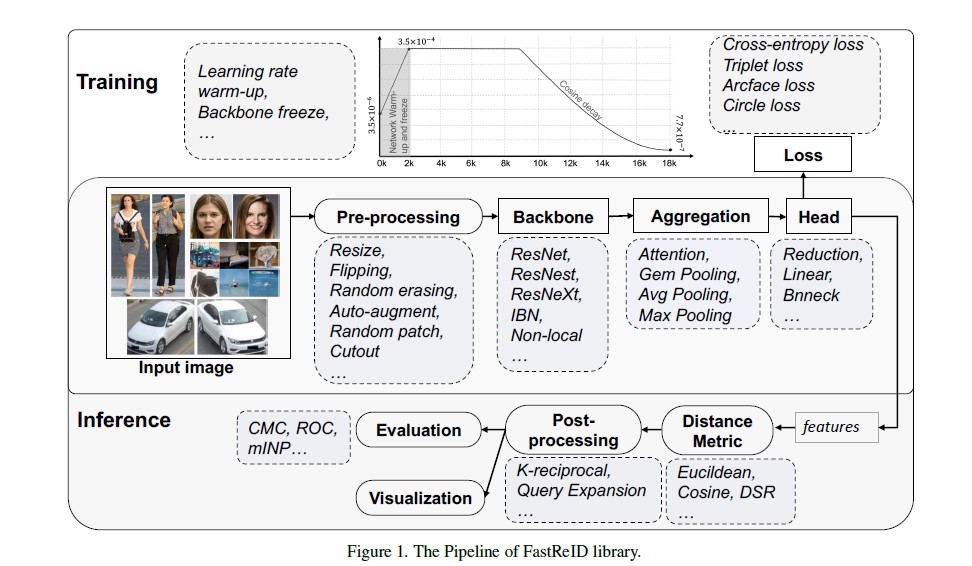 Training
Learning rate
warm-up,
Backbone freeze,
…
3.5×10⁻⁴
3.5×10⁻⁶
Network Warm-
up and freeze
Cosine decay
7.7×10⁻⁷
0k 2k 4k 6k 8k 10k 12k 14k 16k 18k
Cross-entropy loss
Triplet loss
Arcface loss
Circle loss
...
Loss
Input image
Pre-processing
Resize,
Flipping,
Random erasing,
Auto-augment,
Random patch,
Cutout
…
Backbone
ResNet,
ResNest,
ResNeXt,
IBN,
Non-local
…
Aggregation
Attention,
Gem Pooling,
Avg Pooling,
Max Pooling
Head
Reduction,
Linear,
Bnneck
…
Inference
CMC, ROC,
mINP…
Evaluation
Visualization
Post-
processing
K-reciprocal,
Query Expansion
…
Distance
Metric
Eucildean,
Cosine, DSR
…
features
Figure 1. The Pipeline of FastReID library.